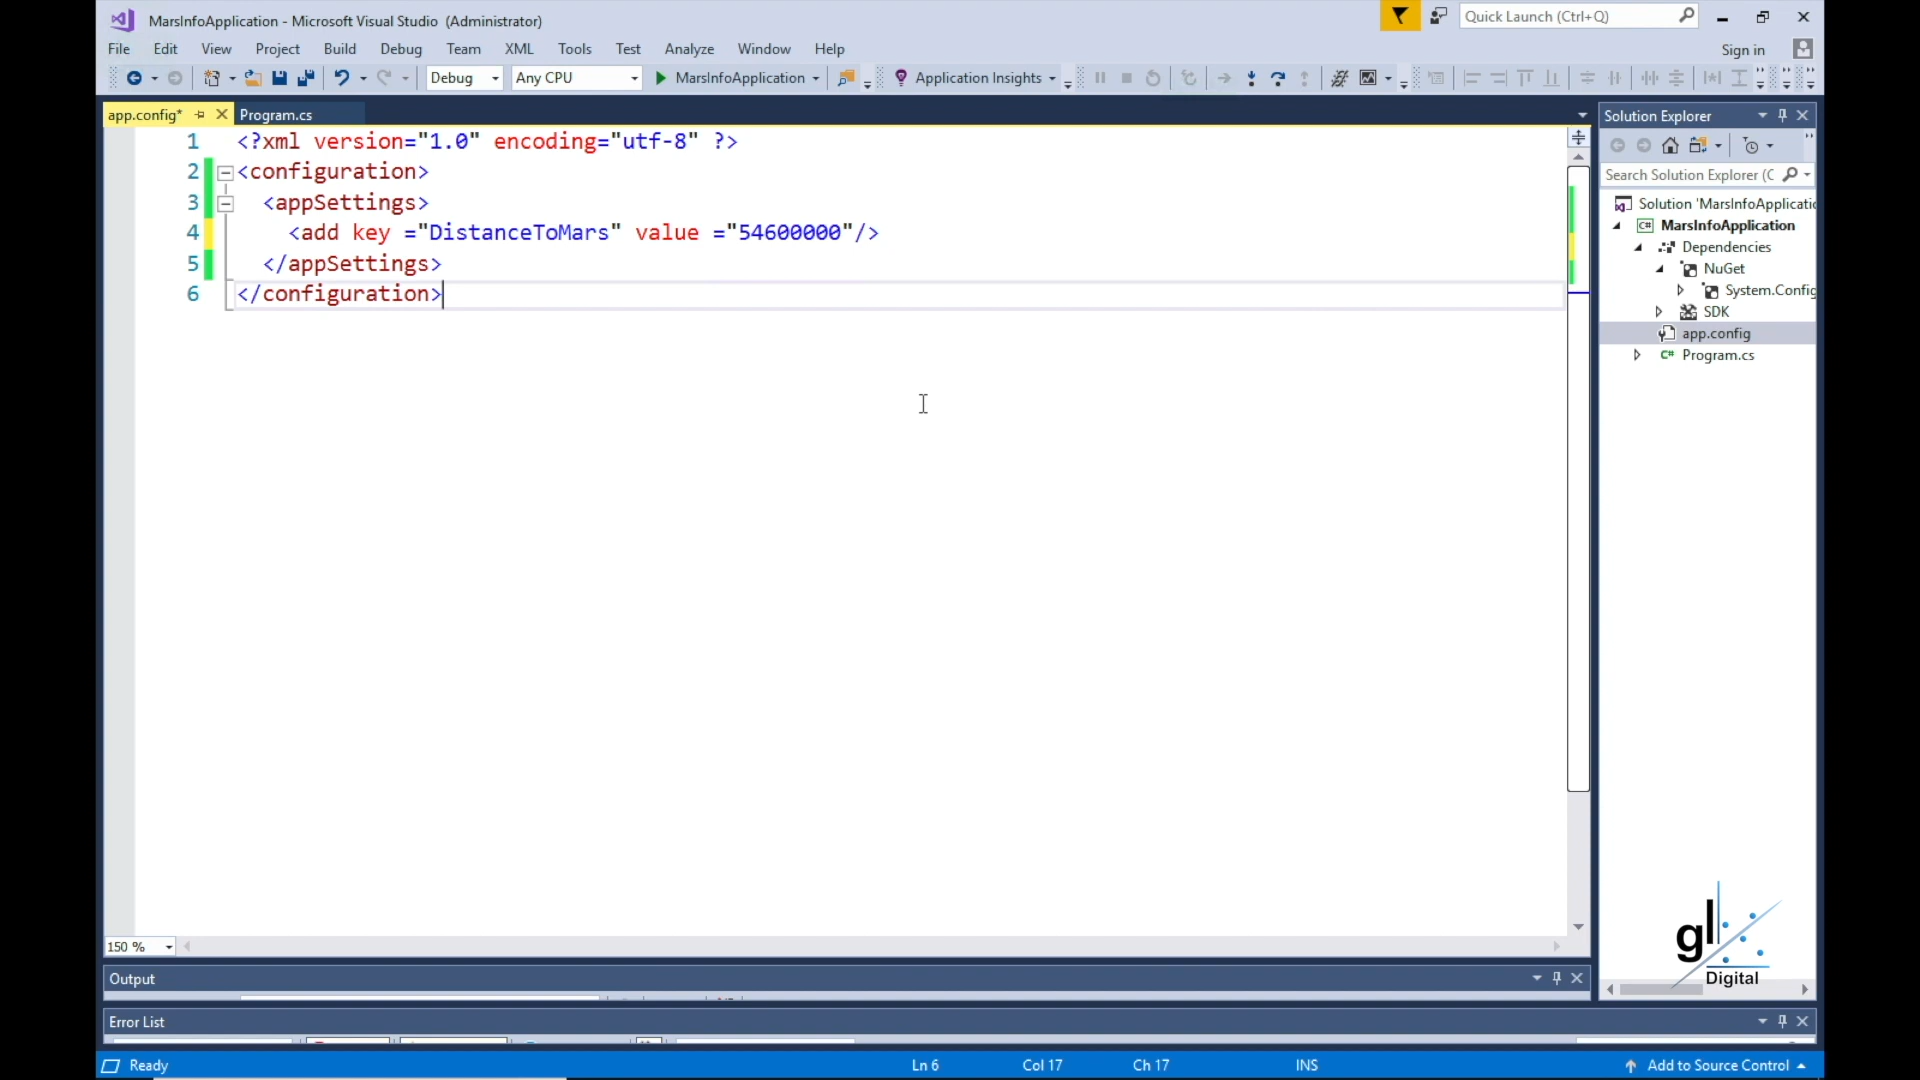 MarsInfoApplication - Microsoft Visual Studio (Administrator)
Quick Launch (Ctrl+Q)
File Edit View Project Build Debug Team XML Tools Test Analyze Window Help
Sign in
Debug Any CPU MarsInfoApplication Application Insights
app.config* Program.cs
1 <?xml version="1.0" encoding="utf-8" ?>
2 <configuration>
3 <appSettings>
4 <add key ="DistanceToMars" value ="54600000"/>
5 </appSettings>
6 </configuration>
150 %
Solution Explorer
Search Solution Explorer (C
Solution 'MarsInfoApplicatio
C# MarsInfoApplication
Dependencies
NuGet
System.Config
SDK
app.config
C# Program.cs
gl
Digital
Output
Error List
Ready Ln 6 Col 17 Ch 17 INS Add to Source Control